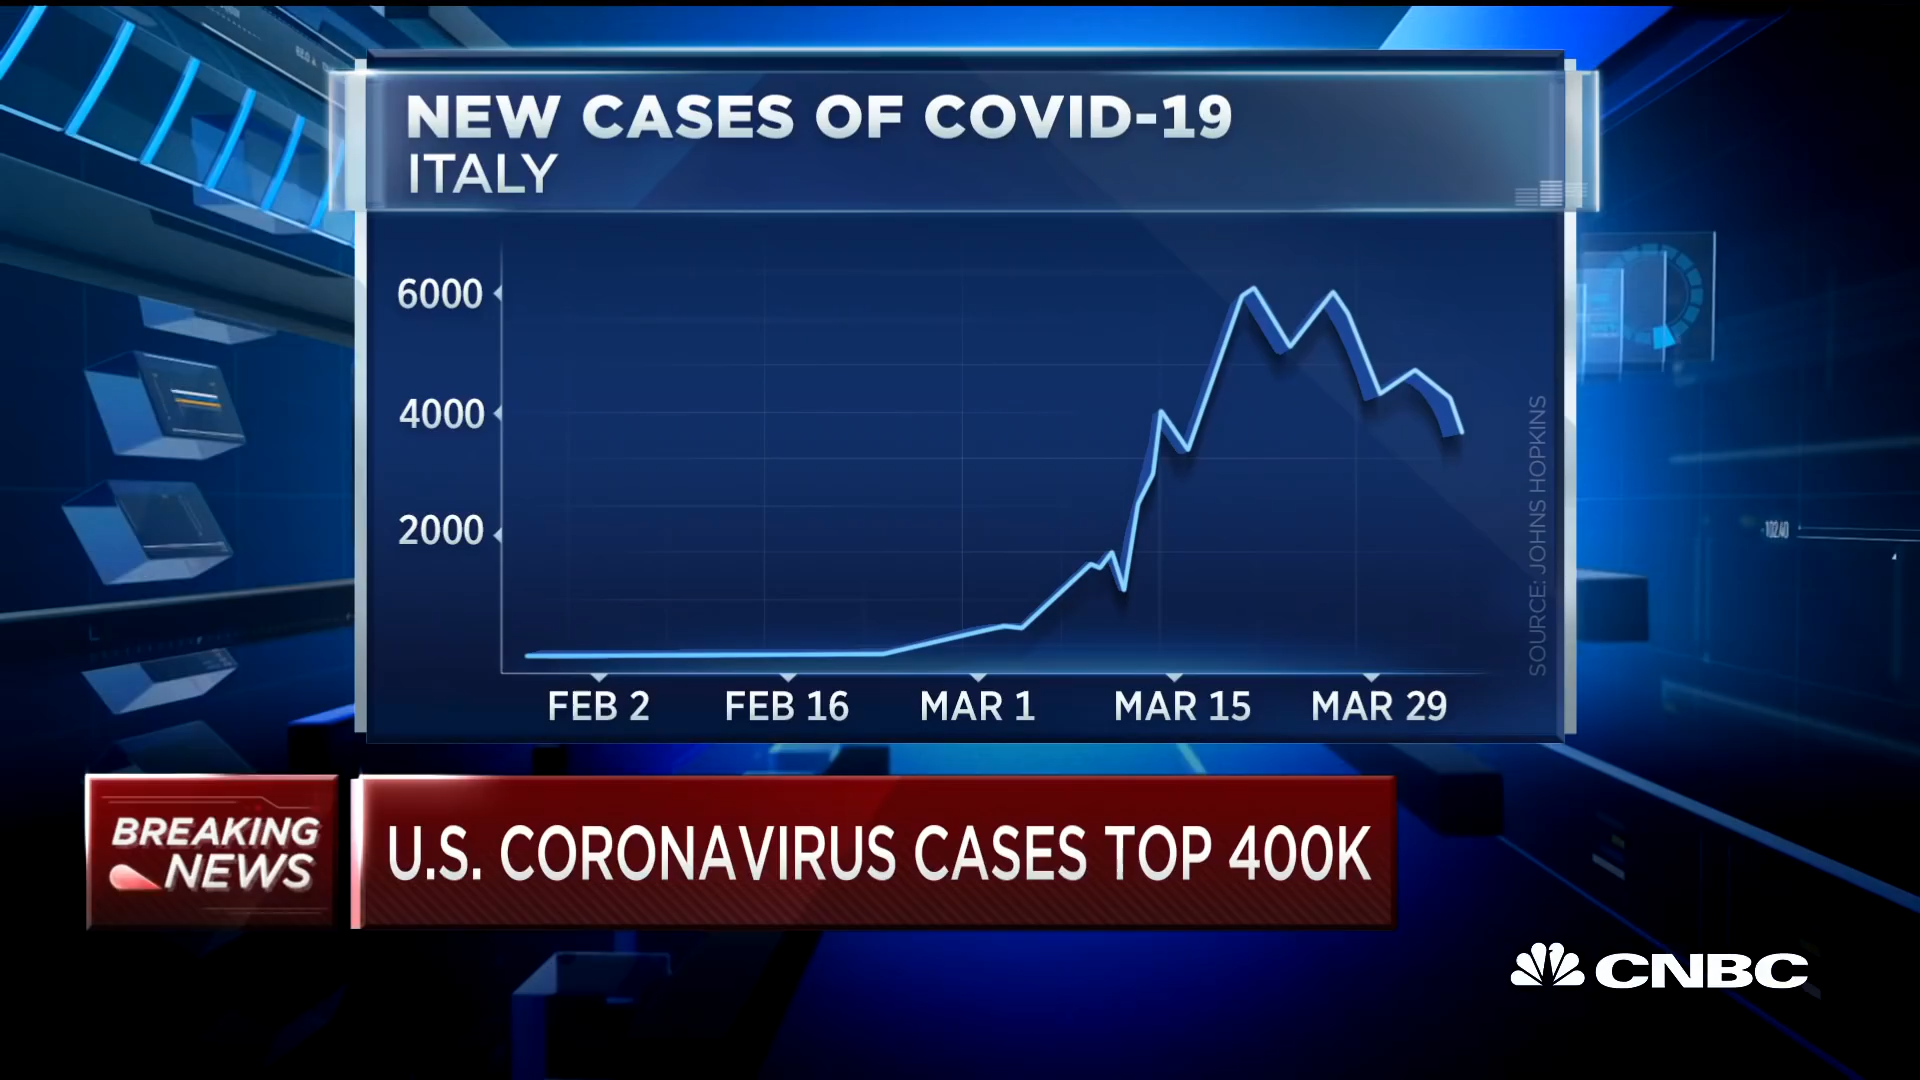 NEW CASES OF COVID-19
ITALY
6000
4000
2000
FEB 2 FEB 16 MAR 1 MAR 15 MAR 29
SOURCE: JOHNS HOPKINS
10240
BREAKING
NEWS
U.S. CORONAVIRUS CASES TOP 400K
CNBC